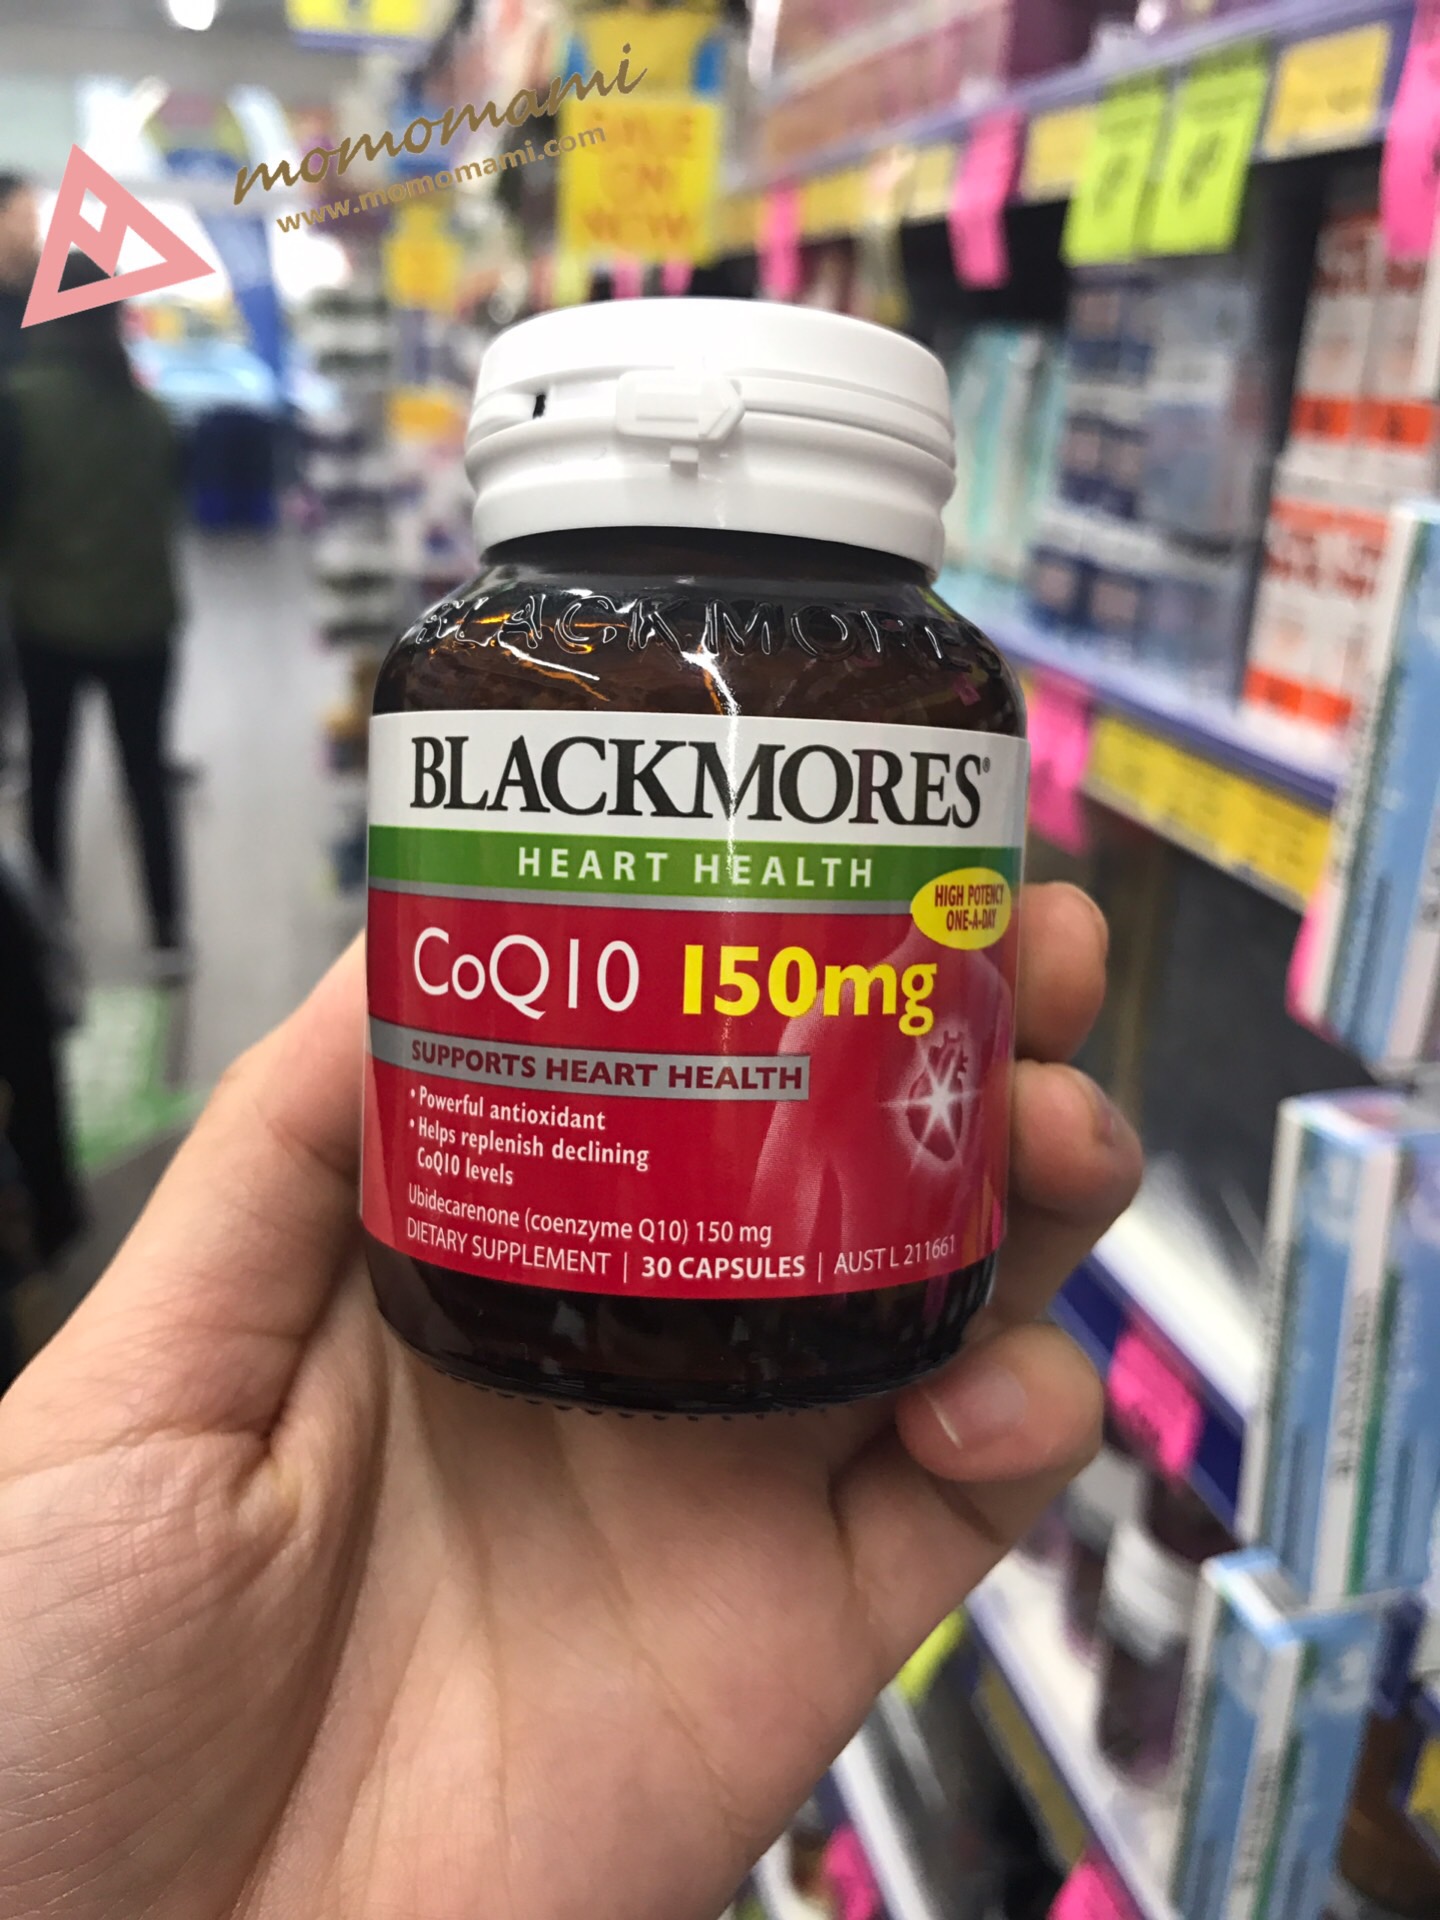 momomami
www.momomami.com
BLACKMORES
BLACKMORES®
HEART HEALTH
HIGH POTENCY
ONE-A-DAY
CoQ10 150mg
SUPPORTS HEART HEALTH
• Powerful antioxidant
• Helps replenish declining
CoQ10 levels
Ubidecarenone (coenzyme Q10) 150 mg
DIETARY SUPPLEMENT | 30 CAPSULES | AUST L 211661